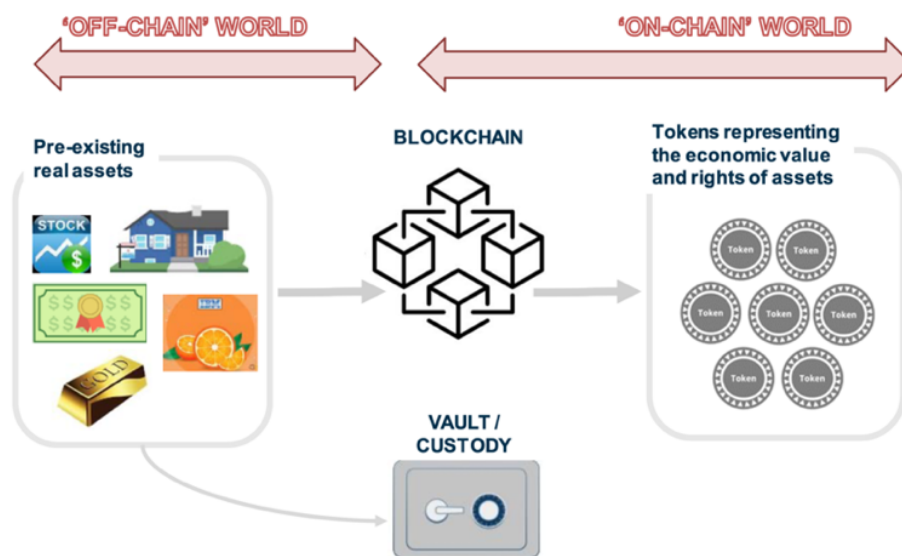 'OFF-CHAIN' WORLD
'ON-CHAIN' WORLD
Pre-existing
real assets
BLOCKCHAIN
Tokens representing
the economic value
and rights of assets
STOCK
$
$$ $$
$$ $$
GOLD
Token
Token
Token
Token
Token
Token
Token
VAULT /
CUSTODY